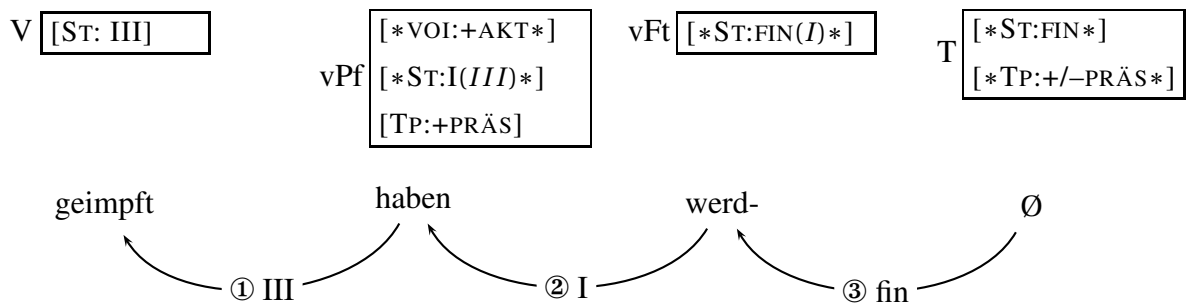 V [ST: III]
vPf [∗VOI:+AKT∗]
[∗ST:I(III)∗]
[TP:+PRÄS]
vFt [∗ST:FIN(I)∗]
T [∗ST:FIN∗]
[∗TP:+/–PRÄS∗]
geimpft haben werd- Ø
① III ② I ③ fin